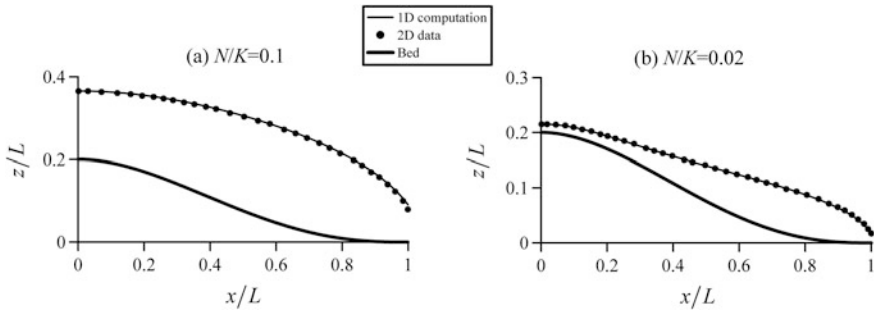 1D computation
2D data
Bed
(a) N/K=0.1
(b) N/K=0.02
0.4
0.2
0
z/L
0 0.2 0.4 0.6 0.8 1
x/L
0.3
0.2
0.1
0
z/L
0 0.2 0.4 0.6 0.8 1
x/L